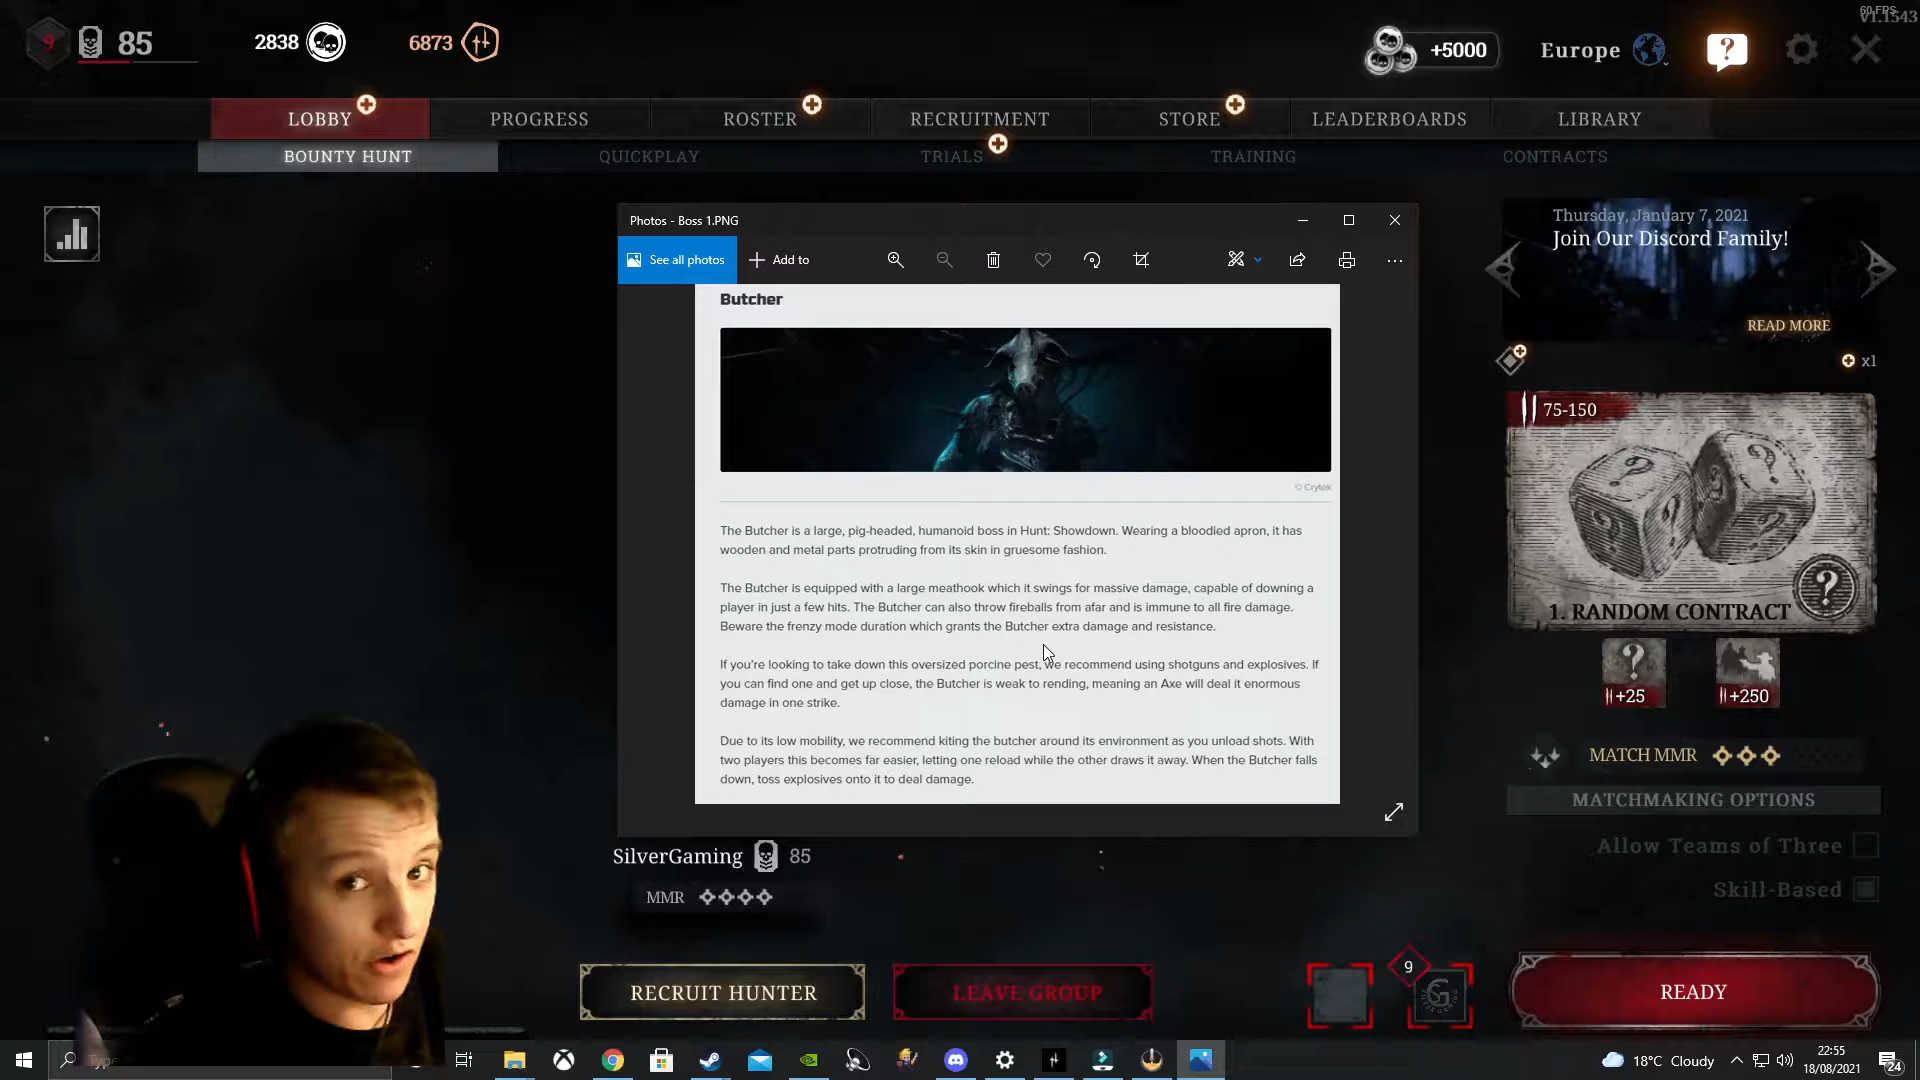 60 FPS
V1.1543
9
85
2838
6873
+5000
Europe
LOBBY
PROGRESS
ROSTER
RECRUITMENT
STORE
LEADERBOARDS
LIBRARY
BOUNTY HUNT
QUICKPLAY
TRIALS
TRAINING
CONTRACTS
Photos - Boss 1.PNG
See all photos
Add to
Butcher
© Crytek
The Butcher is a large, pig-headed, humanoid boss in Hunt: Showdown. Wearing a bloodied apron, it has
wooden and metal parts protruding from its skin in gruesome fashion.
The Butcher is equipped with a large meathook which it swings for massive damage, capable of downing a
player in just a few hits. The Butcher can also throw fireballs from afar and is immune to all fire damage.
Beware the frenzy mode duration which grants the Butcher extra damage and resistance.
If you're looking to take down this oversized porcine pest, we recommend using shotguns and explosives. If
you can find one and get up close, the Butcher is weak to rending, meaning an Axe will deal it enormous
damage in one strike.
Due to its low mobility, we recommend kiting the butcher around its environment as you unload shots. With
two players this becomes far easier, letting one reload while the other draws it away. When the Butcher falls
down, toss explosives onto it to deal damage.
Thursday, January 7, 2021
Join Our Discord Family!
READ MORE
x1
75-150
1. RANDOM CONTRACT
+25
+250
MATCH MMR
MATCHMAKING OPTIONS
Allow Teams of Three
Skill-Based
SilverGaming
85
MMR
RECRUIT HUNTER
LEAVE GROUP
9
SG
READY
Type
18°C Cloudy
22:55
18/08/2021
24